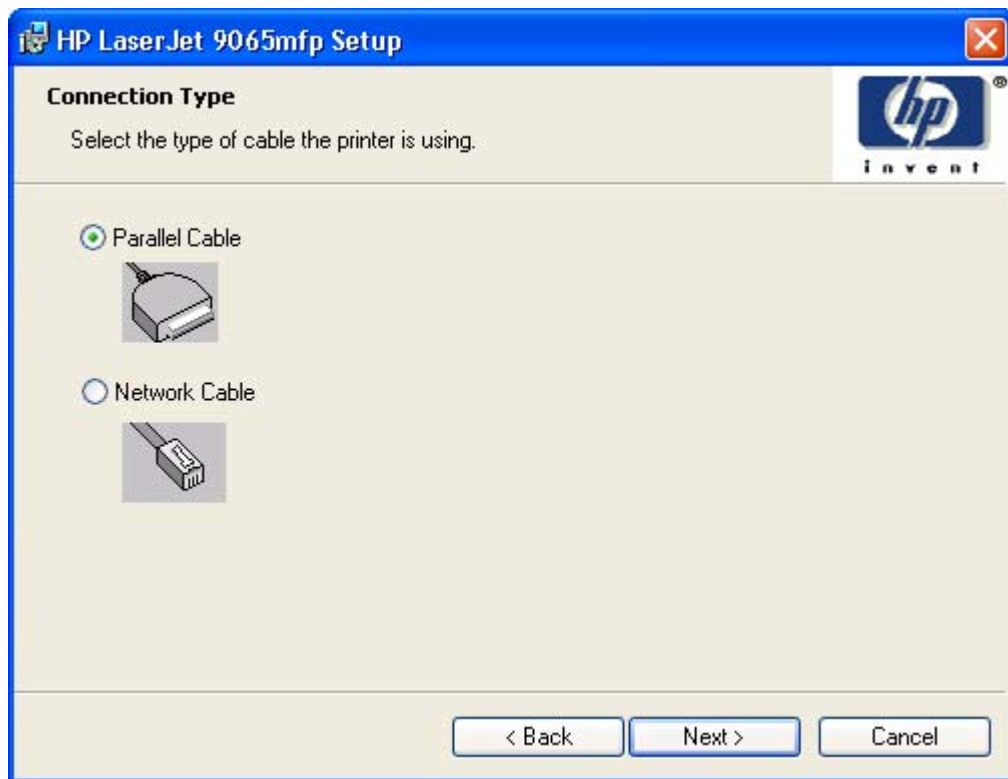 HP LaserJet 9065mfp Setup
Connection Type
Select the type of cable the printer is using.
hp
®
invent
Parallel Cable
Network Cable
< Back
Next >
Cancel